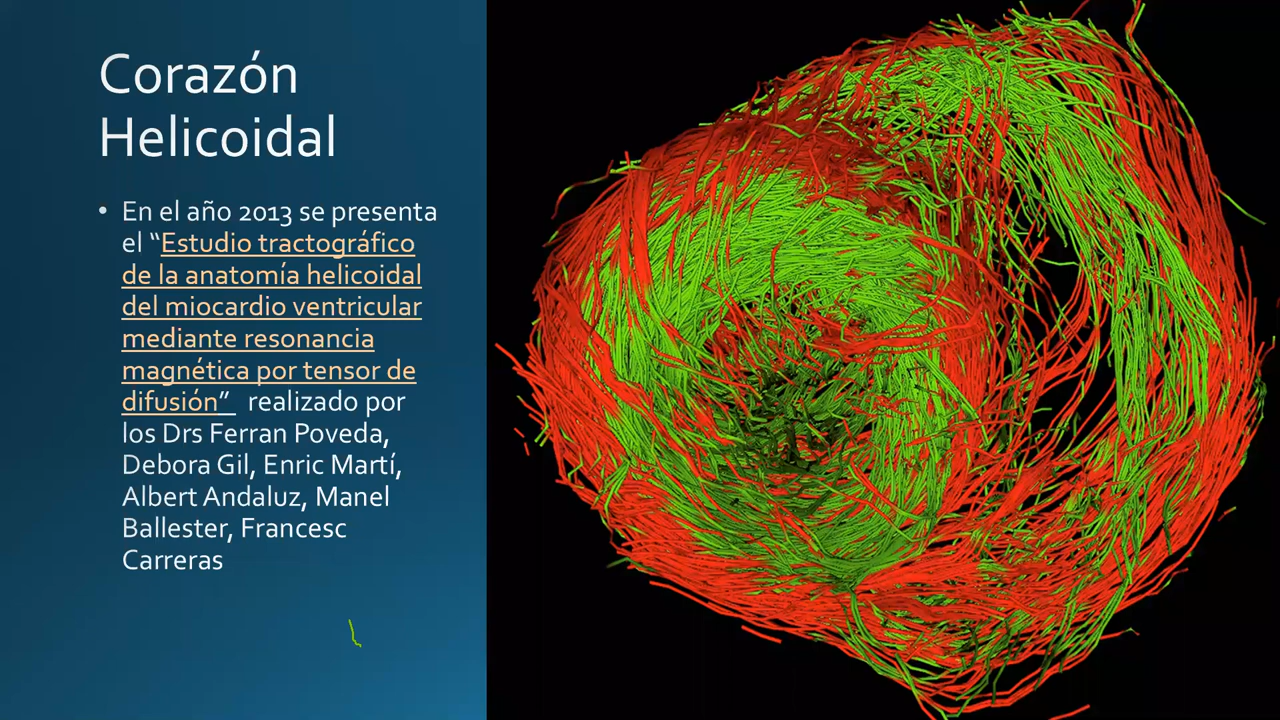 Corazón
Helicoidal
• En el año 2013 se presenta
el “Estudio tractográfico
de la anatomía helicoidal
del miocardio ventricular
mediante resonancia
magnética por tensor de
difusión” realizado por
los Drs Ferran Poveda,
Debora Gil, Enric Martí,
Albert Andaluz, Manel
Ballester, Francesc
Carreras